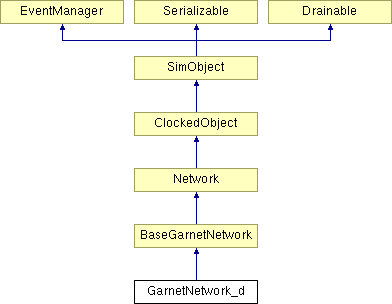 EventManager
Serializable
Drainable
SimObject
ClockedObject
Network
BaseGarnetNetwork
GarnetNetwork_d